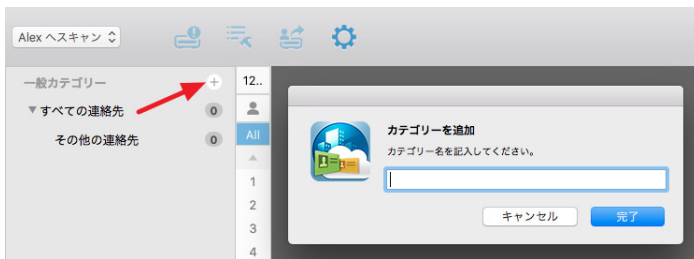 Alex へスキャン
一般カテゴリー
すべての連絡先 0
その他の連絡先 0
12..
All
1
2
3
4
カテゴリーを追加
カテゴリー名を記入してください。
キャンセル
完了